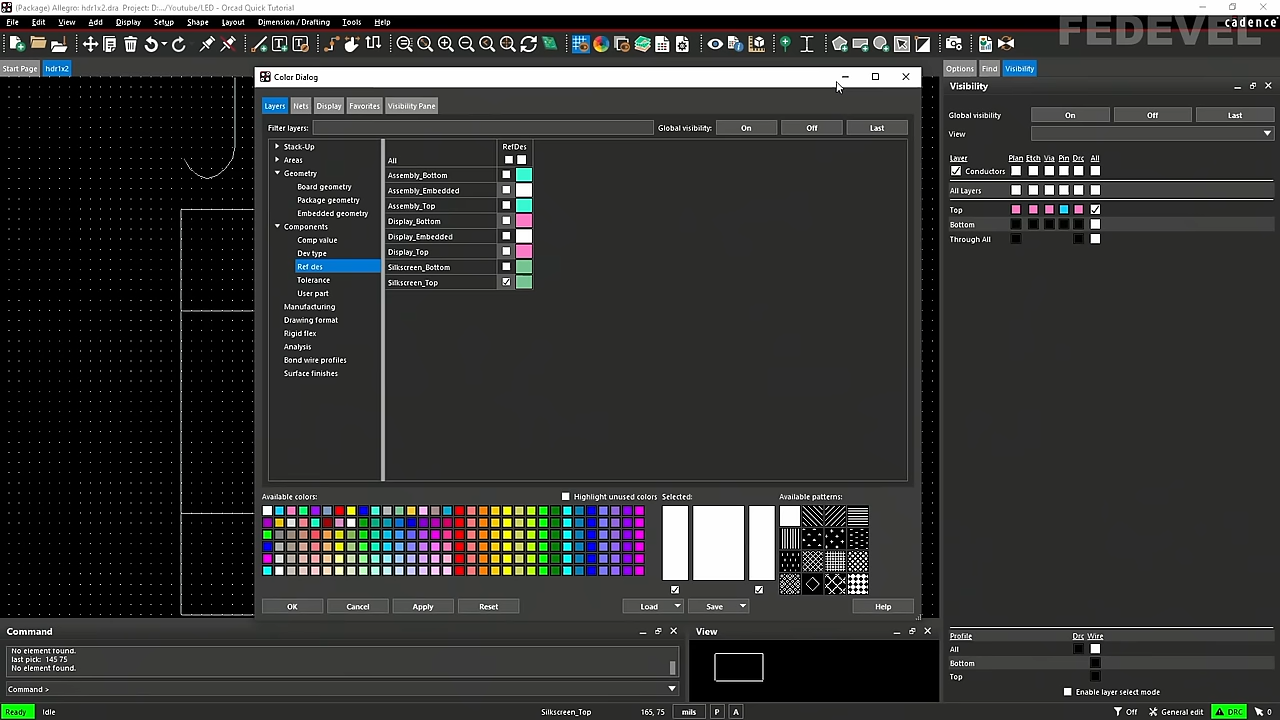 (Package) Allegro: hdr1x2.dra Project: D:.../Youtube/LED - Orcad Quick Tutorial
File Edit View Add Display Setup Shape Layout Dimension / Drafting Tools Help
cadence
FEDEVEL
Start Page hdr1x2
Options Find Visibility
Color Dialog
Visibility
Layers Nets Display Favorites Visibility Pane
Global visibility On Off Last
Filter layers: Global visibility: On Off Last
View
Stack-Up
Areas
Geometry
Board geometry
Package geometry
Embedded geometry
Components
Comp value
Dev type
Ref des
Tolerance
User part
Manufacturing
Drawing format
Rigid flex
Analysis
Bond wire profiles
Surface finishes
RefDes
All
Assembly_Bottom
Assembly_Embedded
Assembly_Top
Display_Bottom
Display_Embedded
Display_Top
Silkscreen_Bottom
Silkscreen_Top
Layer Plan Etch Via Pin Drc All
Conductors
All Layers
Top
Bottom
Through All
Available colors: Highlight unused colors Selected: Available patterns:
OK Cancel Apply Reset Load Save Help
Command
No element found.
last pick: 145 75
No element found.
Command >
View
Profile Drc Wire
All
Bottom
Top
Enable layer select mode
Ready Idle Silkscreen_Top 165, 75 mils P A Off General edit DRC 0